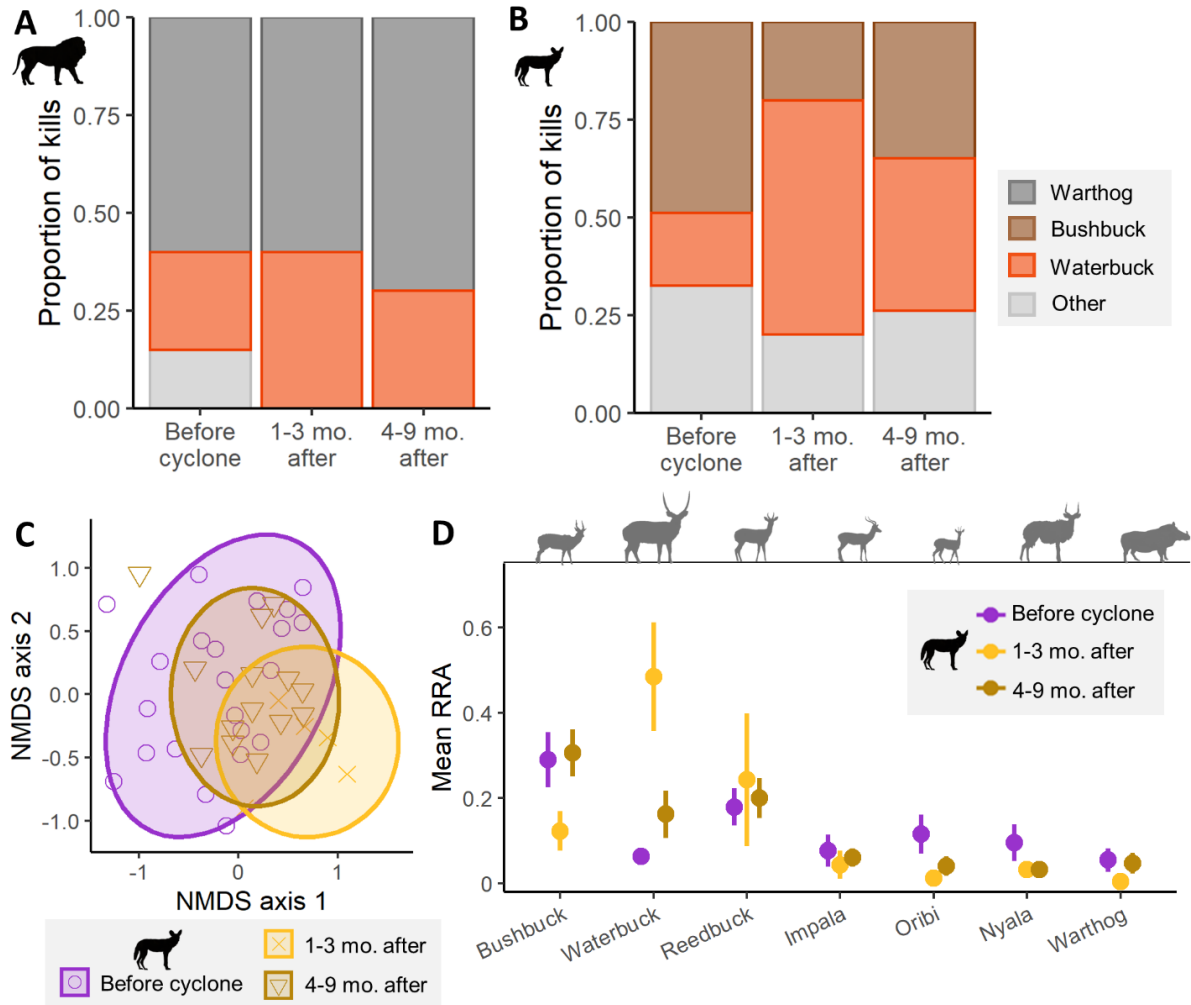 A
Proportion of kills
1.00
0.75
0.50
0.25
0.00
Before cyclone
1-3 mo. after
4-9 mo. after
B
Proportion of kills
1.00
0.75
0.50
0.25
0.00
Before cyclone
1-3 mo. after
4-9 mo. after
Warthog
Bushbuck
Waterbuck
Other
C
NMDS axis 2
1.0
0.5
0.0
-0.5
-1.0
-1
0
1
NMDS axis 1
Before cyclone
1-3 mo. after
4-9 mo. after
D
Mean RRA
0.6
0.4
0.2
0
Before cyclone
1-3 mo. after
4-9 mo. after
Bushbuck
Waterbuck
Reedbuck
Impala
Oribi
Nyala
Warthog